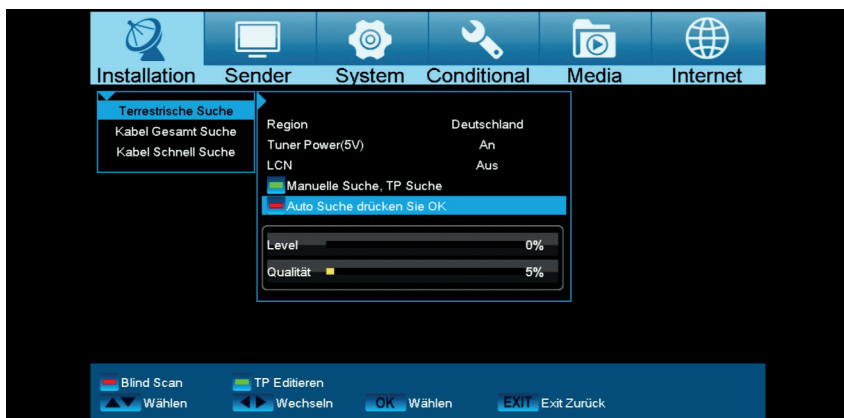 Installation Sender System Conditional Media Internet
Terrestrische Suche
Kabel Gesamt Suche
Kabel Schnell Suche
Region Deutschland
Tuner Power(5V) An
LCN Aus
Manuelle Suche, TP Suche
Auto Suche drücken Sie OK
Level 0%
Qualität 5%
Blind Scan TP Editieren
Wählen Wechseln OK Wählen EXIT Exit Zurück